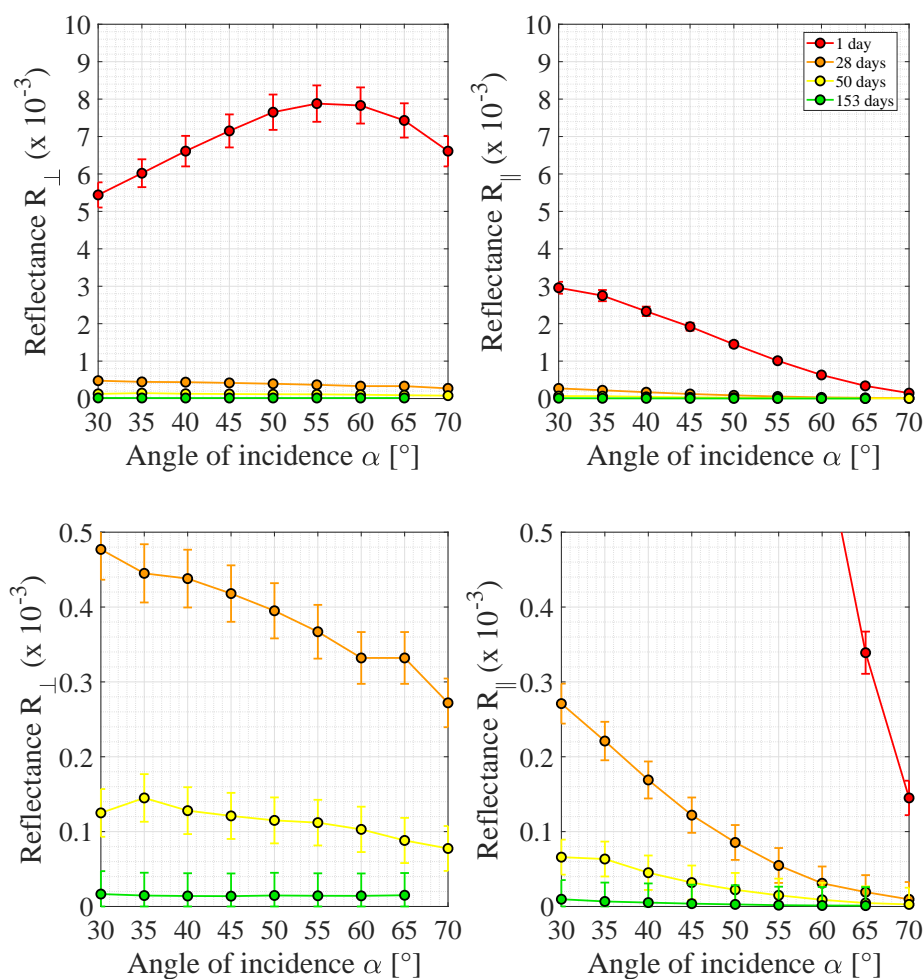 Reflectance R⊥ (x 10-3)
10
9
8
7
6
5
4
3
2
1
0
30 35 40 45 50 55 60 65 70
Angle of incidence α [°]
Reflectance R∥ (x 10-3)
10
9
8
7
6
5
4
3
2
1
0
30 35 40 45 50 55 60 65 70
Angle of incidence α [°]
1 day
28 days
50 days
153 days
Reflectance R⊥ (x 10-3)
0.5
0.4
0.3
0.2
0.1
0
30 35 40 45 50 55 60 65 70
Angle of incidence α [°]
Reflectance R∥ (x 10-3)
0.5
0.4
0.3
0.2
0.1
0
30 35 40 45 50 55 60 65 70
Angle of incidence α [°]